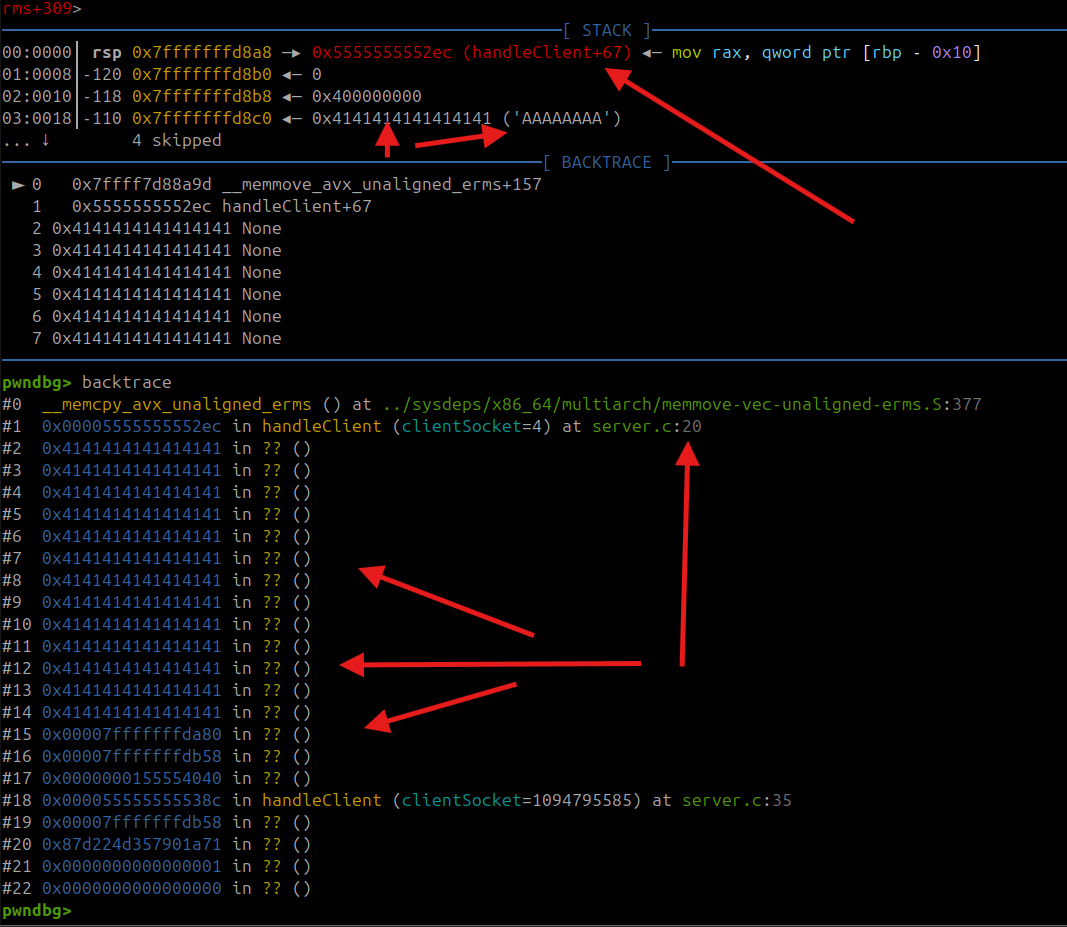 rms+309>
[ STACK ]
00:0000│ rsp 0x7fffffffd8a8 —▸ 0x5555555552ec (handleClient+67) ◂— mov rax, qword ptr [rbp - 0x10]
01:0008│-120 0x7fffffffd8b0 ◂— 0
02:0010│-118 0x7fffffffd8b8 ◂— 0x400000000
03:0018│-110 0x7fffffffd8c0 ◂— 0x4141414141414141 ('AAAAAAAA')
... ↓ 4 skipped
[ BACKTRACE ]
► 0 0x7ffff7d88a9d __memmove_avx_unaligned_erms+157
1 0x5555555552ec handleClient+67
2 0x4141414141414141 None
3 0x4141414141414141 None
4 0x4141414141414141 None
5 0x4141414141414141 None
6 0x4141414141414141 None
7 0x4141414141414141 None
pwndbg> backtrace
#0 __memcpy_avx_unaligned_erms () at ../sysdeps/x86_64/multiarch/memmove-vec-unaligned-erms.S:377
#1 0x00005555555552ec in handleClient (clientSocket=4) at server.c:20
#2 0x4141414141414141 in ?? ()
#3 0x4141414141414141 in ?? ()
#4 0x4141414141414141 in ?? ()
#5 0x4141414141414141 in ?? ()
#6 0x4141414141414141 in ?? ()
#7 0x4141414141414141 in ?? ()
#8 0x4141414141414141 in ?? ()
#9 0x4141414141414141 in ?? ()
#10 0x4141414141414141 in ?? ()
#11 0x4141414141414141 in ?? ()
#12 0x4141414141414141 in ?? ()
#13 0x4141414141414141 in ?? ()
#14 0x4141414141414141 in ?? ()
#15 0x00007fffffffda80 in ?? ()
#16 0x00007fffffffdb58 in ?? ()
#17 0x0000000155554040 in ?? ()
#18 0x000055555555538c in handleClient (clientSocket=1094795585) at server.c:35
#19 0x00007fffffffdb58 in ?? ()
#20 0x87d224d357901a71 in ?? ()
#21 0x0000000000000001 in ?? ()
#22 0x0000000000000000 in ?? ()
pwndbg>